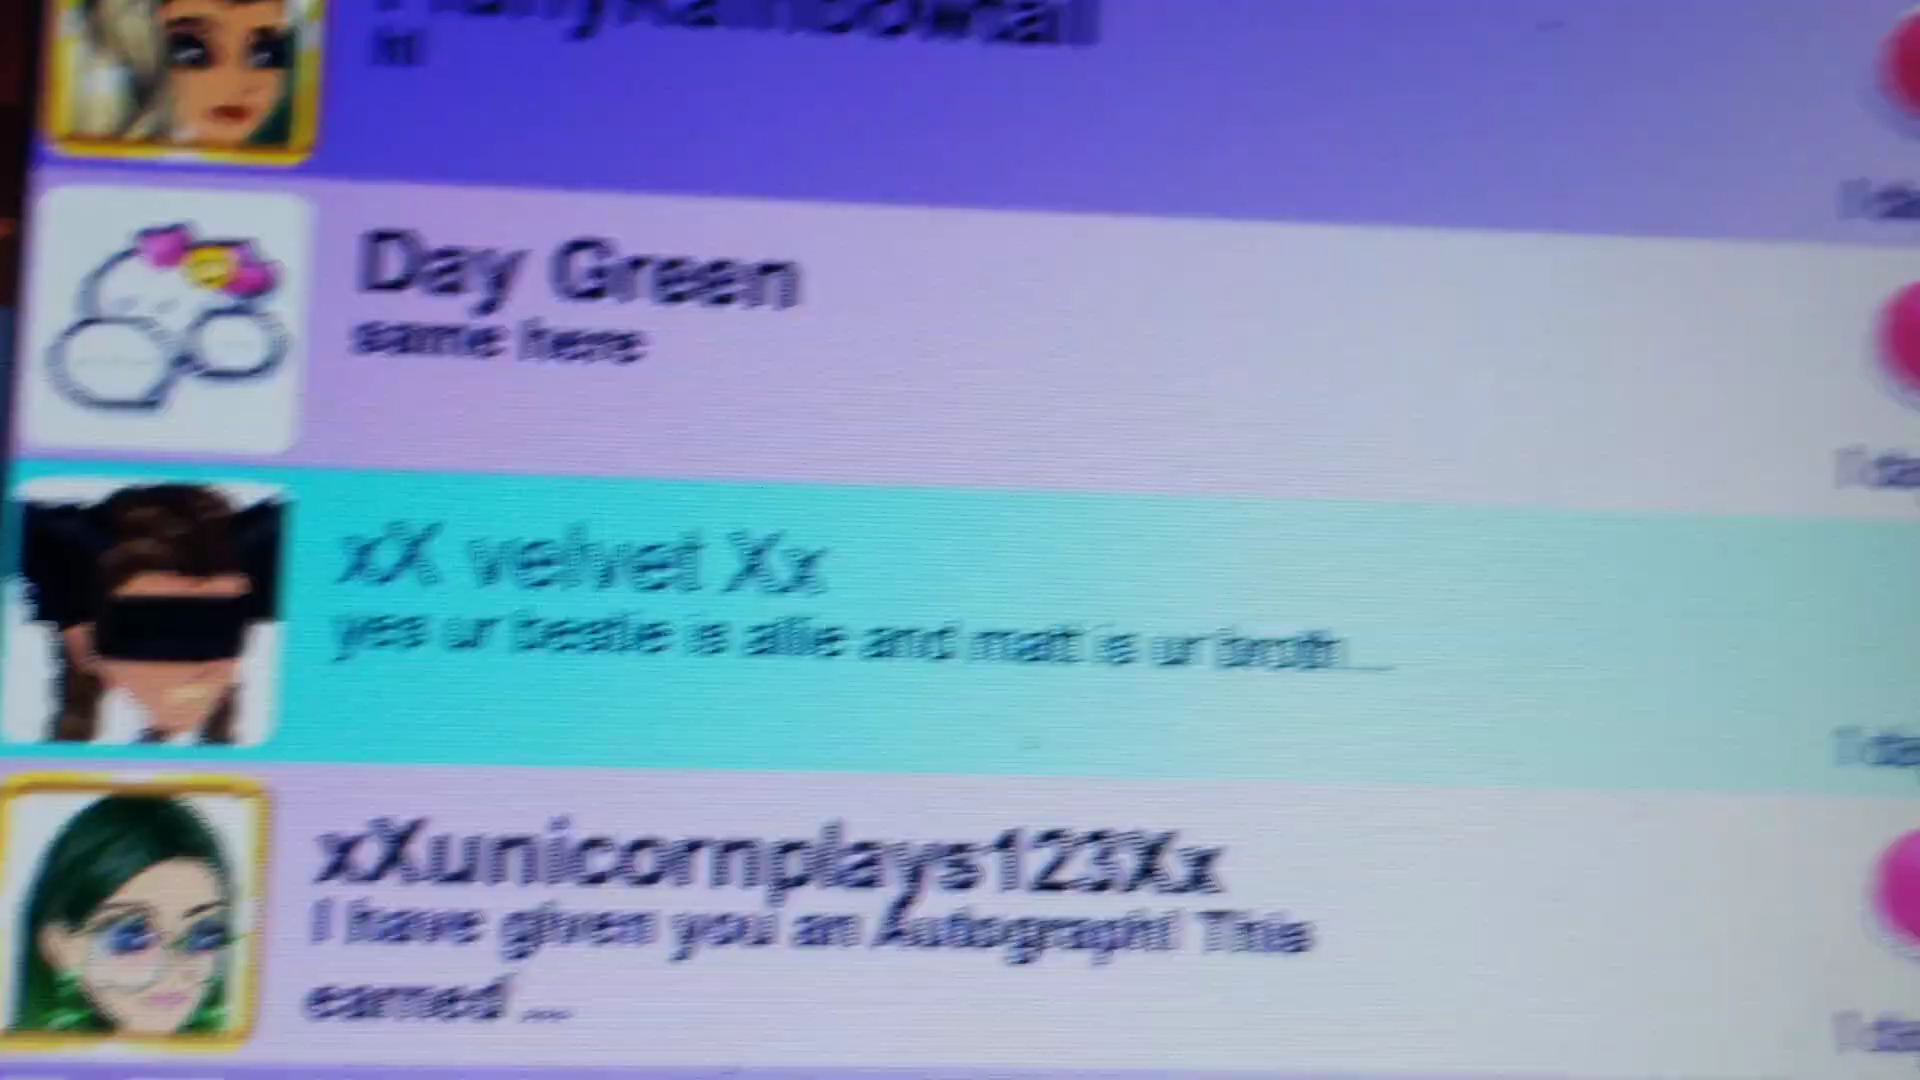 hi
Day Green
same here
xX velvet Xx
yes ur bestie is allie and matt is ur broth...
xXunicornplays123Xx
I have given you an Autograph! This
earned ...